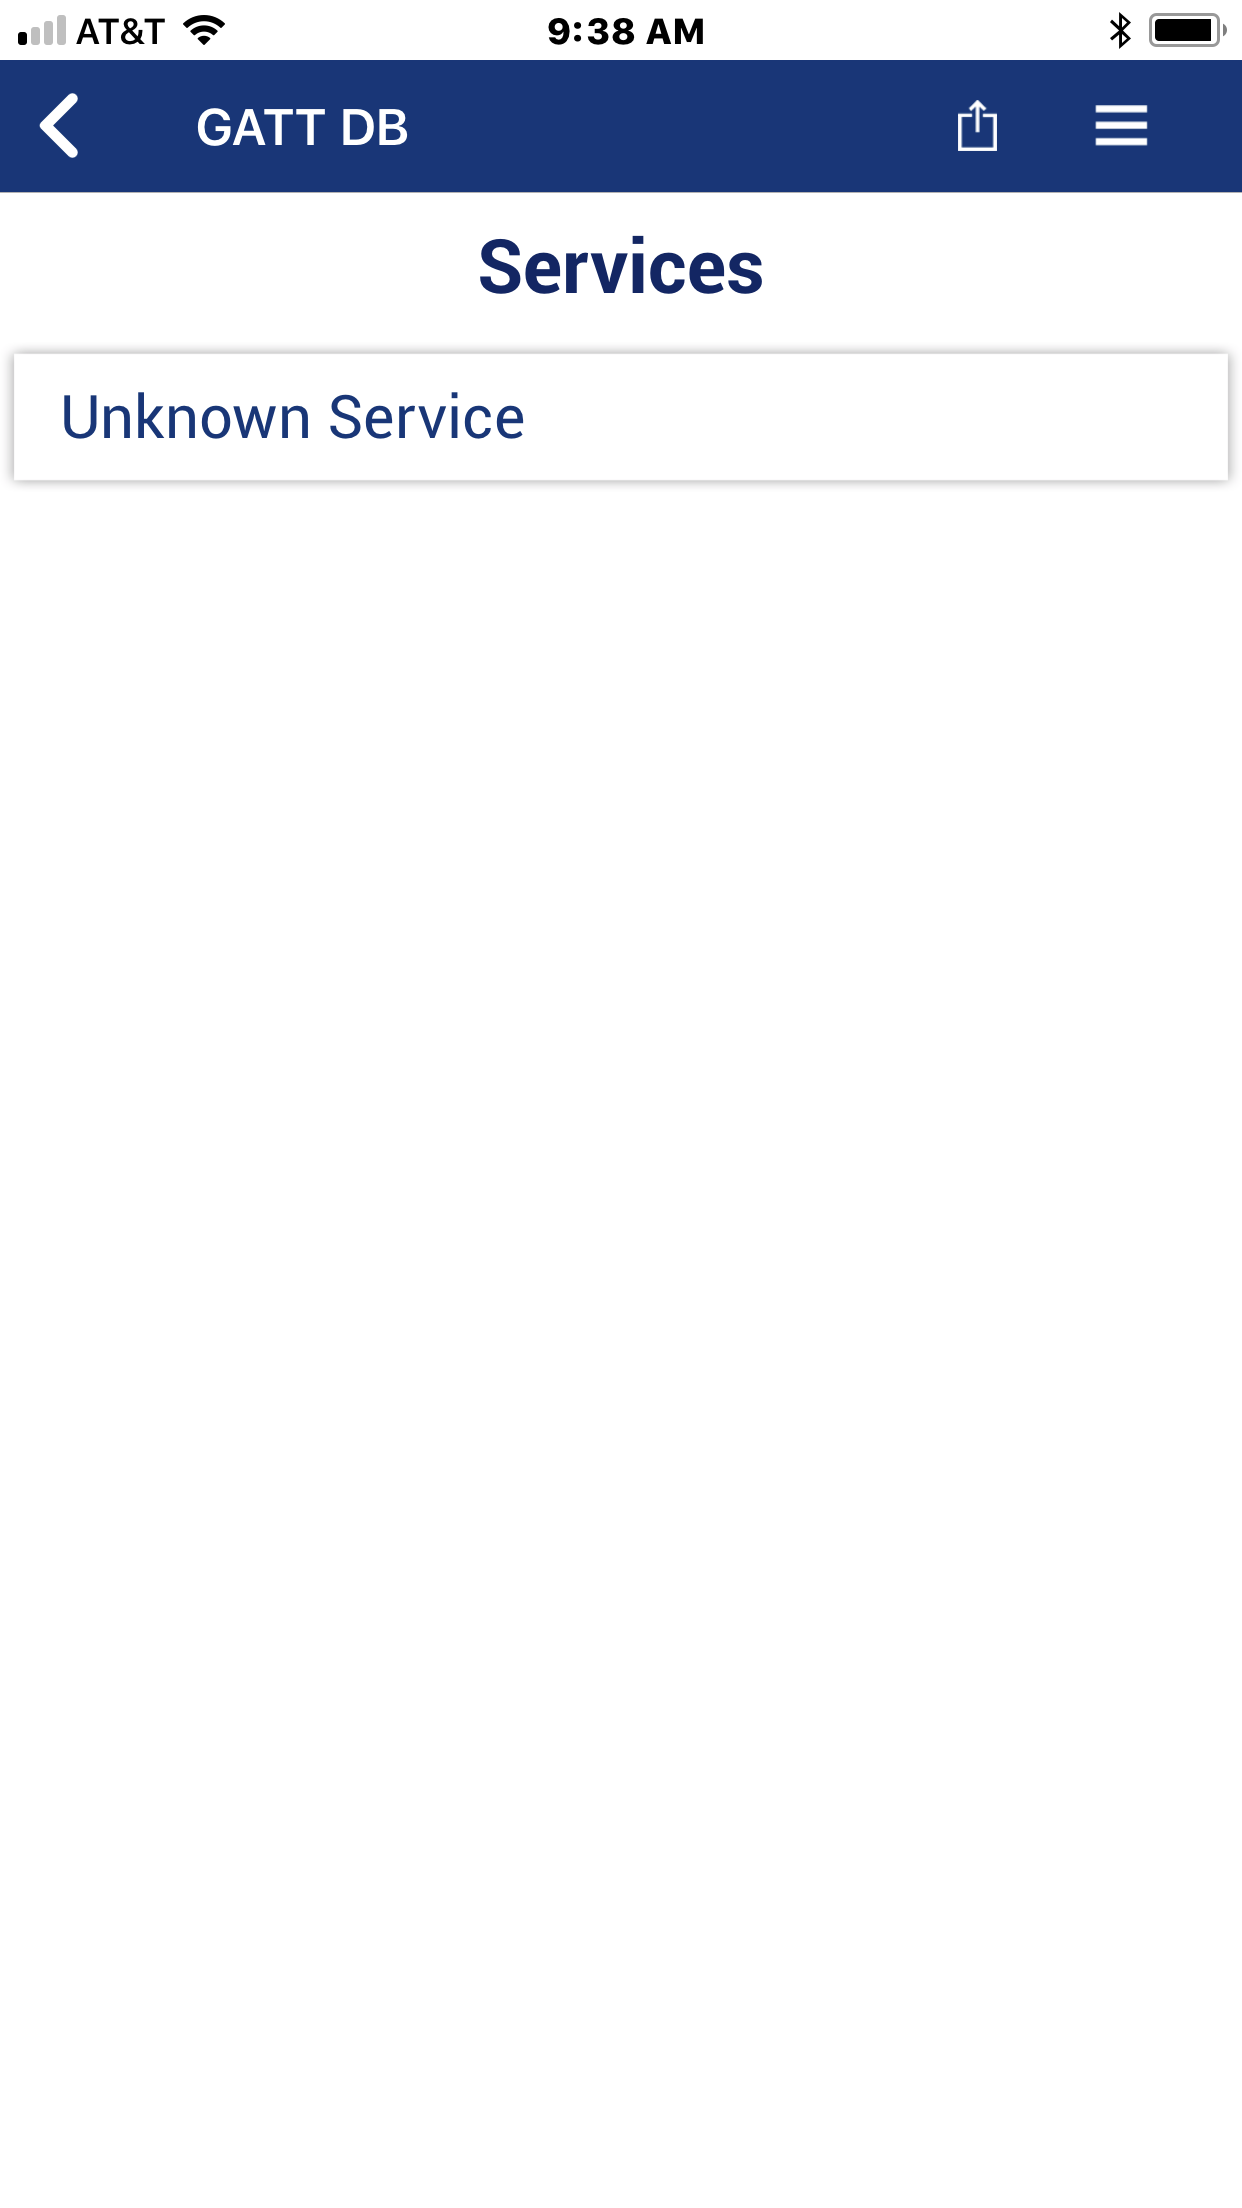 AT&T 9:38 AM
GATT DB
Services
Unknown Service